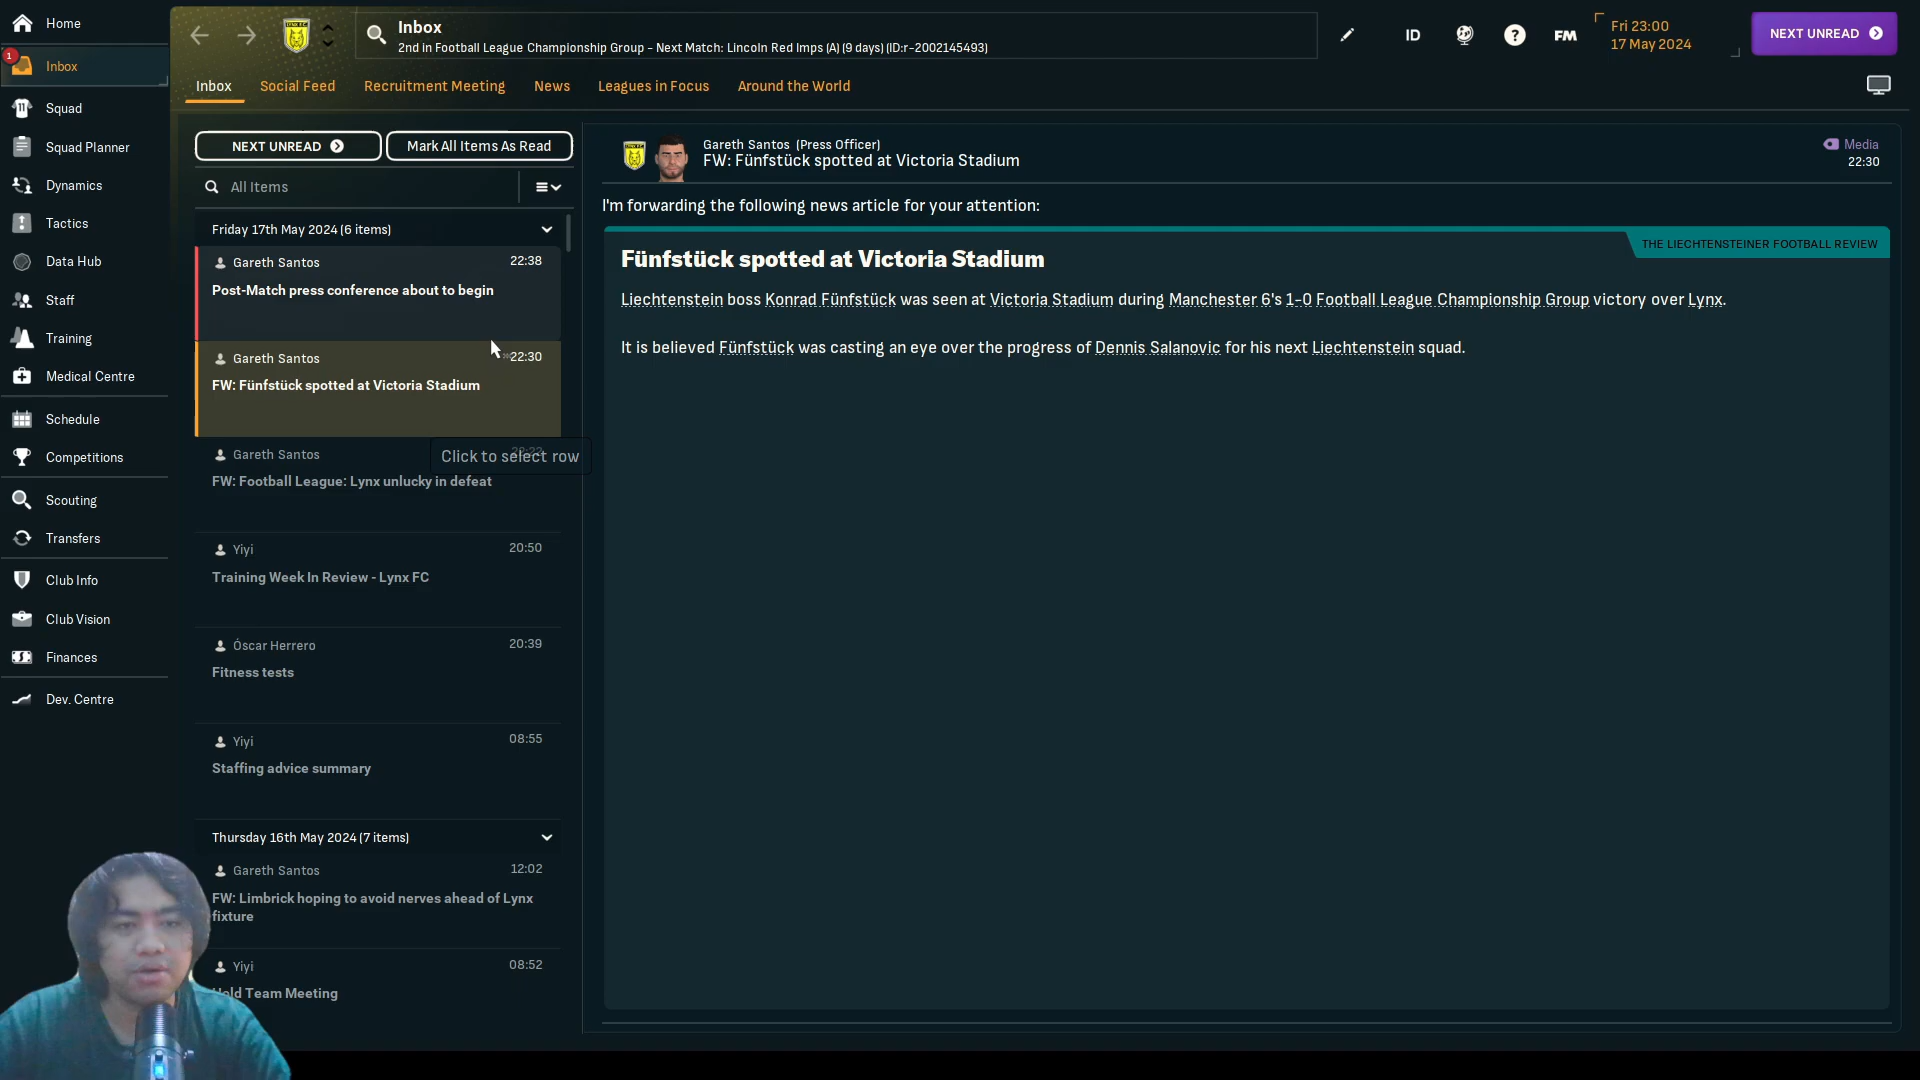 Home
1
Inbox
Squad
Squad Planner
Dynamics
Tactics
Data Hub
Staff
Training
Medical Centre
Schedule
Competitions
Scouting
Transfers
Club Info
Club Vision
Finances
Dev. Centre
Inbox
2nd in Football League Championship Group - Next Match: Lincoln Red Imps (A) (9 days) (ID:r-2002145493)
ID
FM
Fri 23:00
17 May 2024
NEXT UNREAD
Inbox
Social Feed
Recruitment Meeting
News
Leagues in Focus
Around the World
NEXT UNREAD
Mark All Items As Read
All Items
Friday 17th May 2024 (6 items)
Gareth Santos
22:38
Post-Match press conference about to begin
Gareth Santos
22:30
FW: Fünfstück spotted at Victoria Stadium
Gareth Santos
Click to select row
FW: Football League: Lynx unlucky in defeat
Yiyi
20:50
Training Week In Review - Lynx FC
Óscar Herrero
20:39
Fitness tests
Yiyi
08:55
Staffing advice summary
Thursday 16th May 2024 (7 items)
Gareth Santos
12:02
FW: Limbrick hoping to avoid nerves ahead of Lynx
fixture
Yiyi
08:52
Hold Team Meeting
Gareth Santos (Press Officer)
FW: Fünfstück spotted at Victoria Stadium
Media
22:30
I'm forwarding the following news article for your attention:
THE LIECHTENSTEINER FOOTBALL REVIEW
Fünfstück spotted at Victoria Stadium
Liechtenstein boss Konrad Fünfstück was seen at Victoria Stadium during Manchester 6's 1-0 Football League Championship Group victory over Lynx.
It is believed Fünfstück was casting an eye over the progress of Dennis Salanovic for his next Liechtenstein squad.